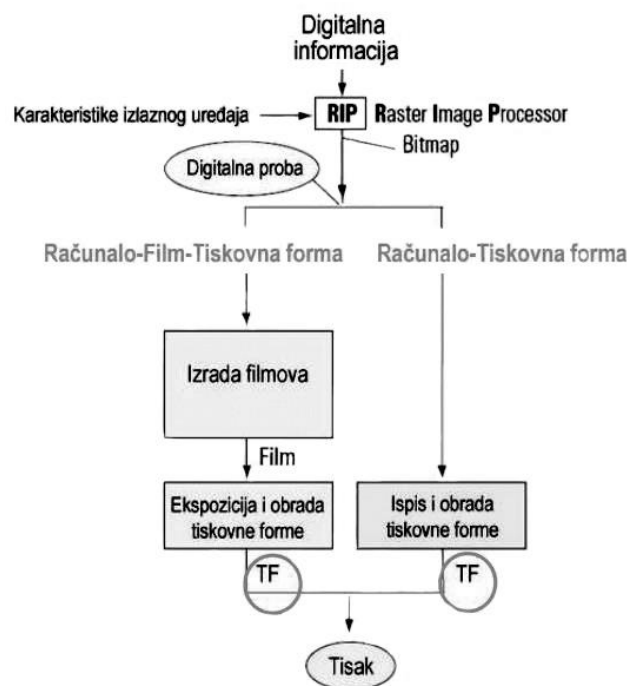 Digitalna
informacija
Karakteristike izlaznog uređaja
RIP
Raster Image Processor
Bitmap
Digitalna proba
Računalo-Film-Tiskovna forma
Računalo-Tiskovna forma
Izrada filmova
Film
Ekspozicija i obrada
tiskovne forme
Ispis i obrada
tiskovne forme
TF
TF
Tisak